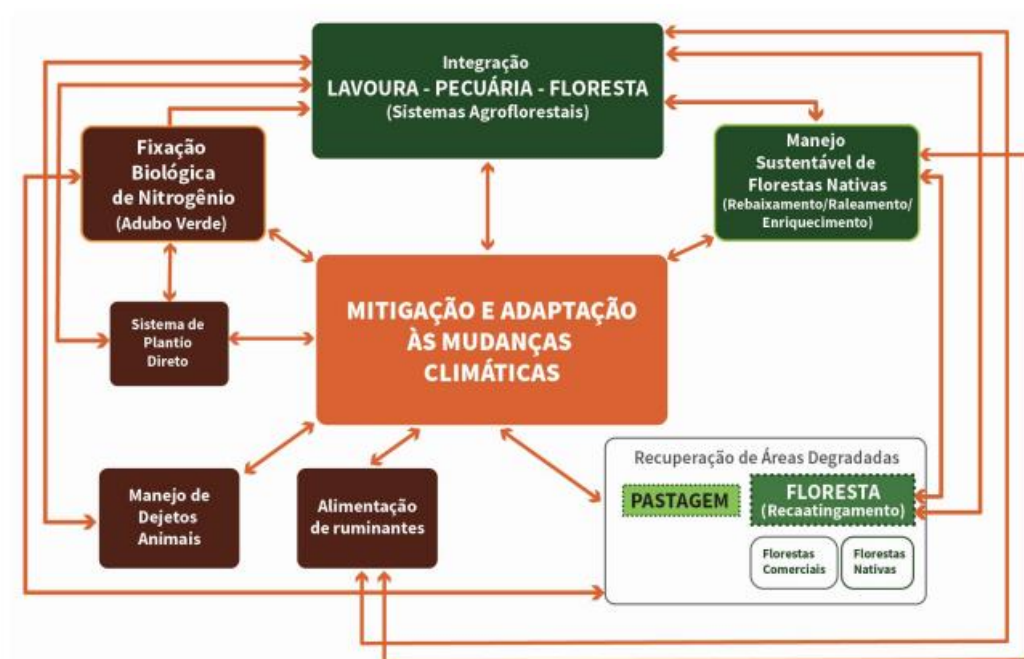 Integração
LAVOURA - PECUÁRIA - FLORESTA
(Sistemas Agroflorestais)
Fixação
Biológica
de Nitrogênio
(Adubo Verde)
Manejo
Sustentável de
Florestas Nativas
(Rebaixamento/Raleamento/
Enriquecimento)
MITIGAÇÃO E ADAPTAÇÃO
ÀS MUDANÇAS
CLIMÁTICAS
Sistema de
Plantio
Direto
Manejo de
Dejetos
Animais
Alimentação
de ruminantes
Recuperação de Áreas Degradadas
PASTAGEM
FLORESTA
(Recaatingamento)
Florestas
Comerciais
Florestas
Nativas